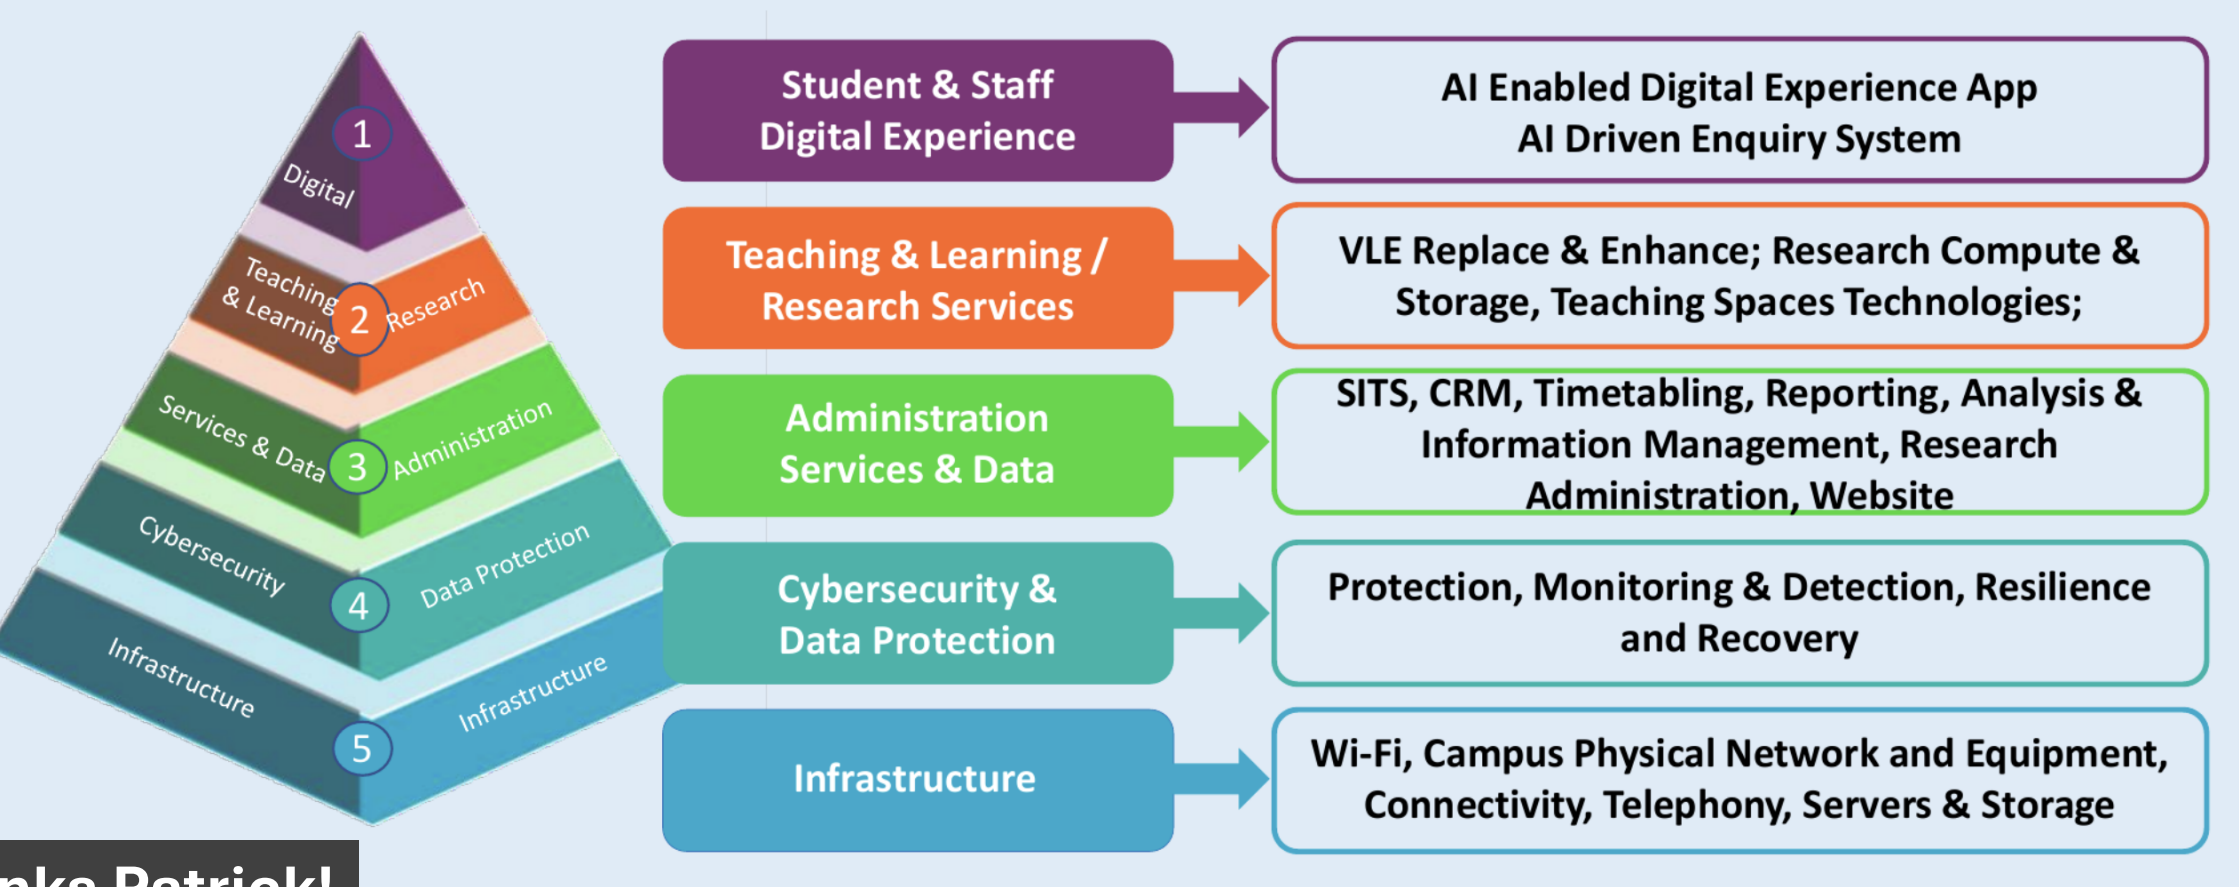 1
Digital
Teaching
& Learning
2
Research
Services & Data
3
Administration
Cybersecurity
4
Data Protection
Infrastructure
5
Infrastructure
Student & Staff
Digital Experience
AI Enabled Digital Experience App
AI Driven Enquiry System
Teaching & Learning /
Research Services
VLE Replace & Enhance; Research Compute &
Storage, Teaching Spaces Technologies;
Administration
Services & Data
SITS, CRM, Timetabling, Reporting, Analysis &
Information Management, Research
Administration, Website
Cybersecurity &
Data Protection
Protection, Monitoring & Detection, Resilience
and Recovery
Infrastructure
Wi-Fi, Campus Physical Network and Equipment,
Connectivity, Telephony, Servers & Storage
Patrick!